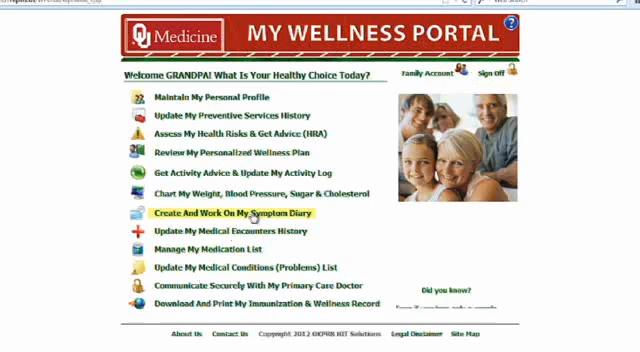 OU Medicine
MY WELLNESS PORTAL
?
Welcome GRANDPA! What Is Your Healthy Choice Today?
Family Account
Sign Off
Maintain My Personal Profile
Update My Preventive Services History
Assess My Health Risks & Get Advice (HRA)
Review My Personalized Wellness Plan
Get Activity Advice & Update My Activity Log
Chart My Weight, Blood Pressure, Sugar & Cholesterol
Create And Work On My Symptom Diary
Update My Medical Encounters History
Manage My Medication List
Update My Medical Conditions (Problems) List
Communicate Securely With My Primary Care Doctor
Download And Print My Immunization & Wellness Record
Did you know?
About Us Contact Us Copyright 2012 OKPRN HIT Solutions Legal Disclaimer Site Map